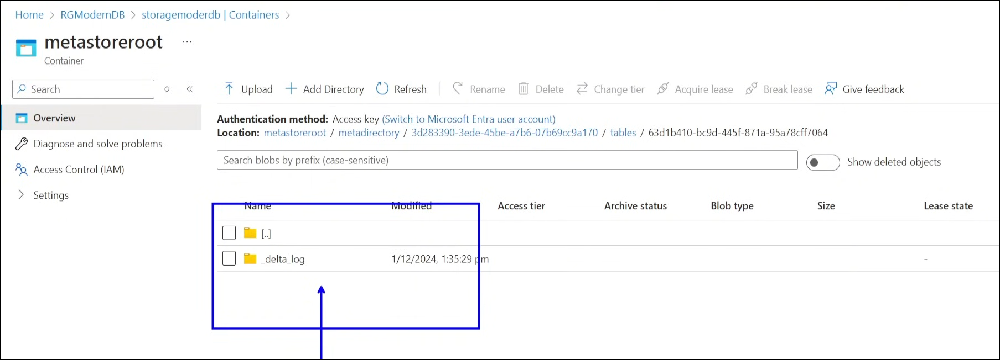 Home > RGModernDB > storagemoderdb | Containers >
metastoreroot ...
Container
Search
Upload Add Directory Refresh Rename Delete Change tier Acquire lease Break lease Give feedback
Overview
Diagnose and solve problems
Access Control (IAM)
Settings
Authentication method: Access key (Switch to Microsoft Entra user account)
Location: metastoreroot / metadirectory / 3d283390-3ede-45be-a7b6-07b69cc9a170 / tables / 63d1b410-bc9d-445f-871a-95a78cff7064
Search blobs by prefix (case-sensitive)
Show deleted objects
Name Modified Access tier Archive status Blob type Size Lease state
[..]
_delta_log 1/12/2024, 1:35:29 pm -